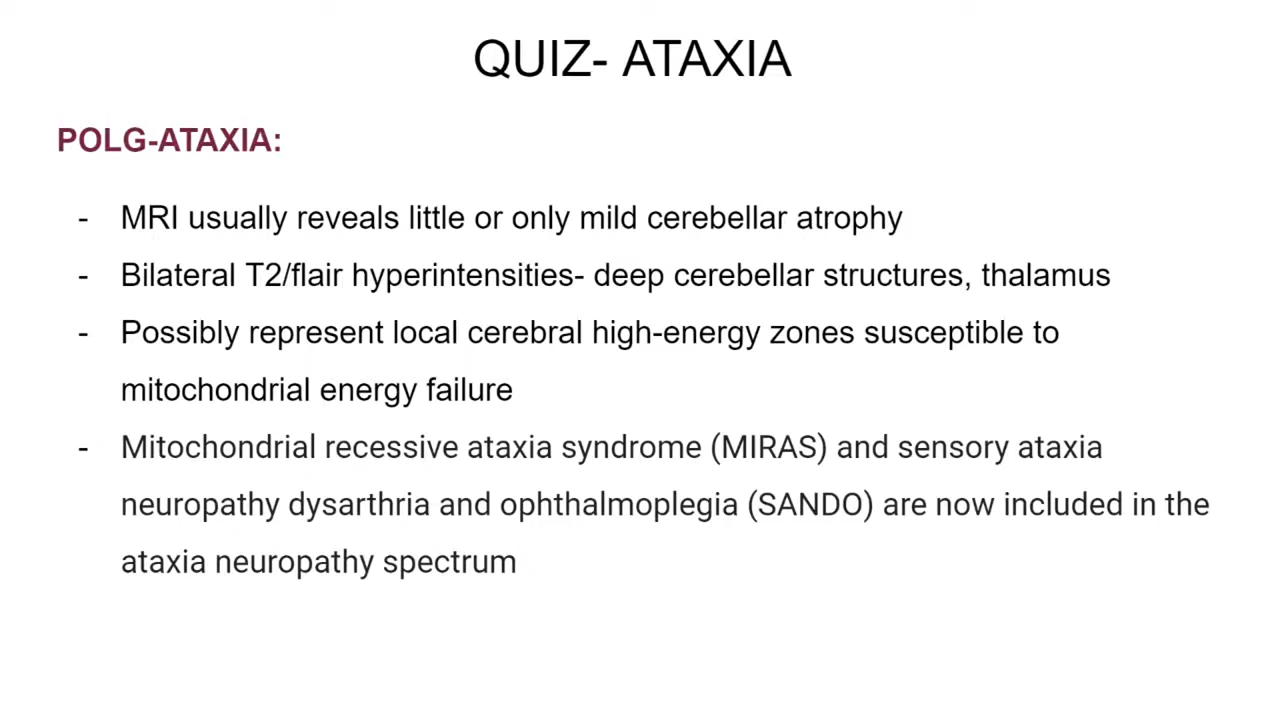 QUIZ- ATAXIA
POLG-ATAXIA:
- MRI usually reveals little or only mild cerebellar atrophy
- Bilateral T2/flair hyperintensities- deep cerebellar structures, thalamus
- Possibly represent local cerebral high-energy zones susceptible to
mitochondrial energy failure
- Mitochondrial recessive ataxia syndrome (MIRAS) and sensory ataxia
neuropathy dysarthria and ophthalmoplegia (SANDO) are now included in the
ataxia neuropathy spectrum